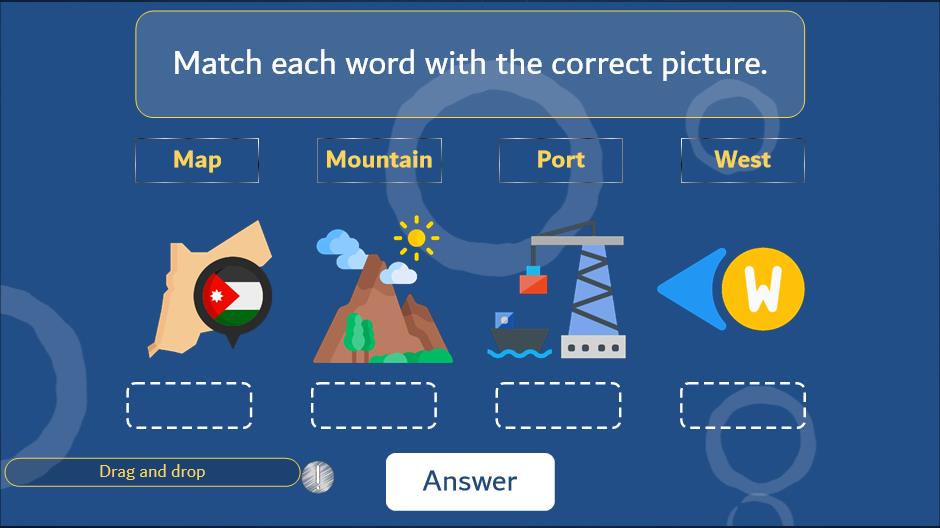 Match each word with the correct picture.
Map Mountain Port West
W
Drag and drop
!
Answer